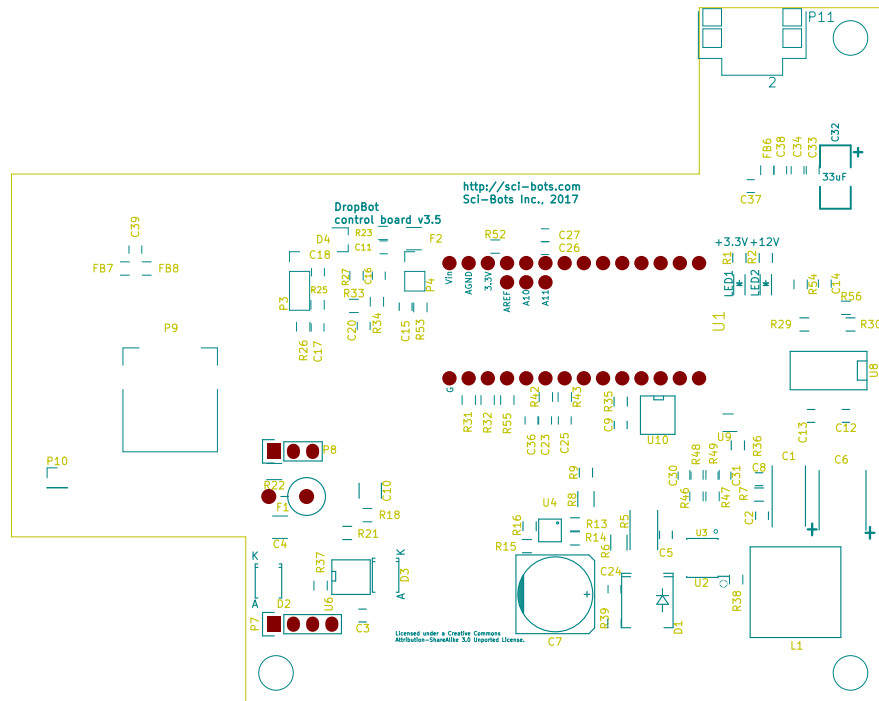 P11
2
C32
FB6
C38
C34
C33
+
33uF
C37
http://sci-bots.com
Sci-Bots Inc., 2017
DropBot
control board v3.5
C39
FB7
FB8
D4
C18
R23
C11
F2
R52
C27
C26
+3.3V
+12V
R1
R2
LED1
LED2
R54
C14
R56
R29
R30
P3
R25
R27
C16
R33
R34
C20
C15
R53
P4
R26
C17
Vin
AGND
3.3V
AREF
A10
A11
U1
P9
G
U8
R31
R32
R55
R42
R43
C36
C23
C25
R35
C9
U10
U9
R36
C13
C12
P10
P8
R22
F1
C10
R18
R21
C4
R9
R8
C30
R48
R49
C31
R46
R47
R7
C8
C1
C6
C2
+
+
U4
R16
R15
R13
R14
R5
R6
C5
U3
U2
K
A
D2
R37
U6
K
A
D3
C24
R39
D1
R38
L1
+
C7
P7
C3
Licensed under a Creative Commons
Attribution-ShareAlike 3.0 Unported License.